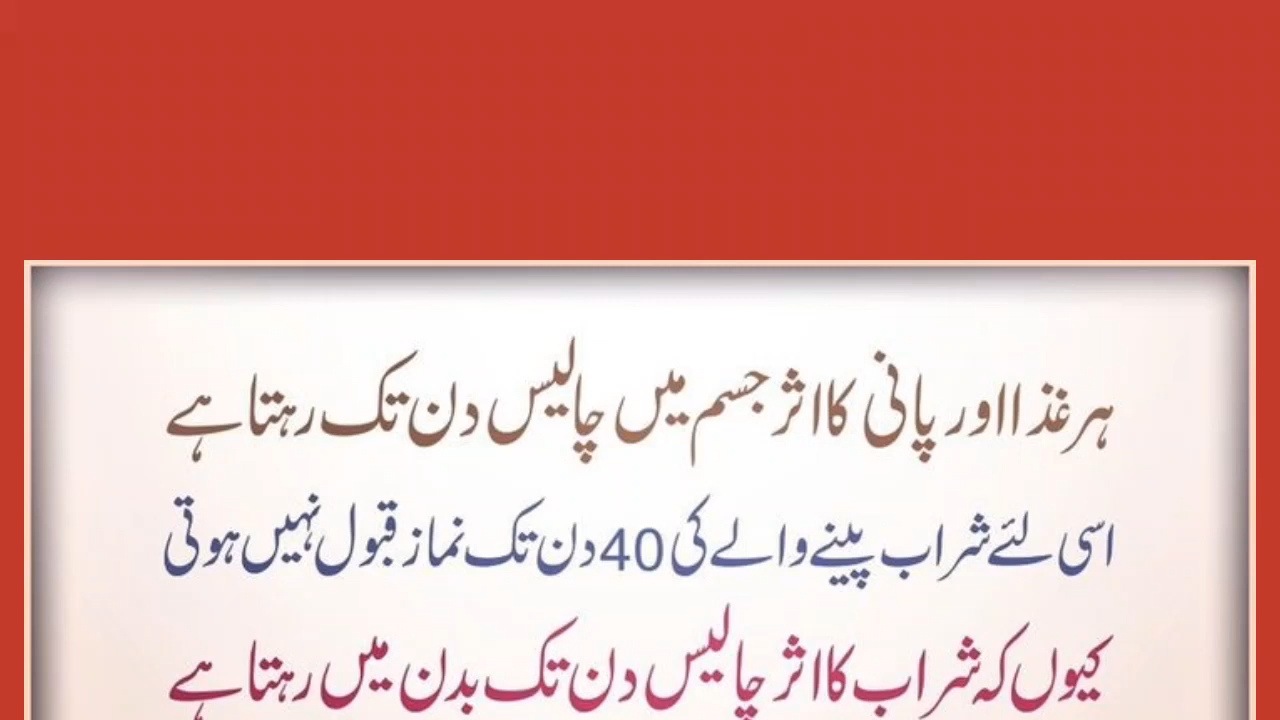 ہر غذا اور پانی کا اثر جسم میں چالیس دن تک رہتا ہے
اسی لئے شراب پینے والے کی 40 دن تک نماز قبول نہیں ہوتی
کیوں کہ شراب کا اثر چالیس دن تک بدن میں رہتا ہے